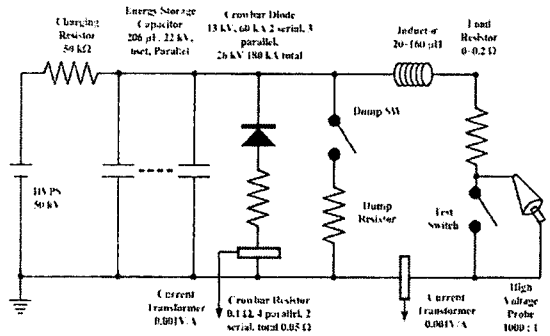 Charging
Resistor
50 kΩ
Energy Storage
Capacitor
206 μF, 22 kV,
Parallel
Crowbar Diode
13 kV, 60 kA 2 serial, 3
parallel,
26 kV 180 kA total
Inductor
20-160 μH
Load
Resistor
0-0.2 Ω
Dump SW
HVPS
50 kV
Dump
Resistor
Test
Switch
Current
Transformer
0.001V/A
Crowbar Resistor
0.1 Ω, 4 parallel, 2
serial, total 0.05 Ω
Current
Transformer
0.001V/A
High
Voltage
Probe
1000 : 1